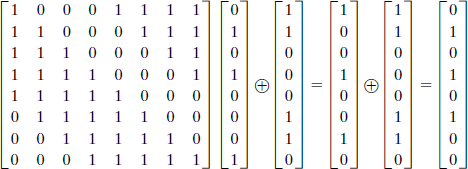 1 0 0 0 1 1 1 1 0 1 1 1 0
1 1 0 0 0 1 1 1 1 1 0 1 1
1 1 1 0 0 0 1 1 0 0 0 0 0
1 1 1 1 0 0 0 1 1 0 1 0 1
⊕ = ⊕ =
1 1 1 1 1 0 0 0 0 0 0 0 0
0 1 1 1 1 1 0 0 0 1 0 1 1
0 0 1 1 1 1 1 0 0 1 1 1 0
0 0 0 1 1 1 1 1 1 0 0 0 0